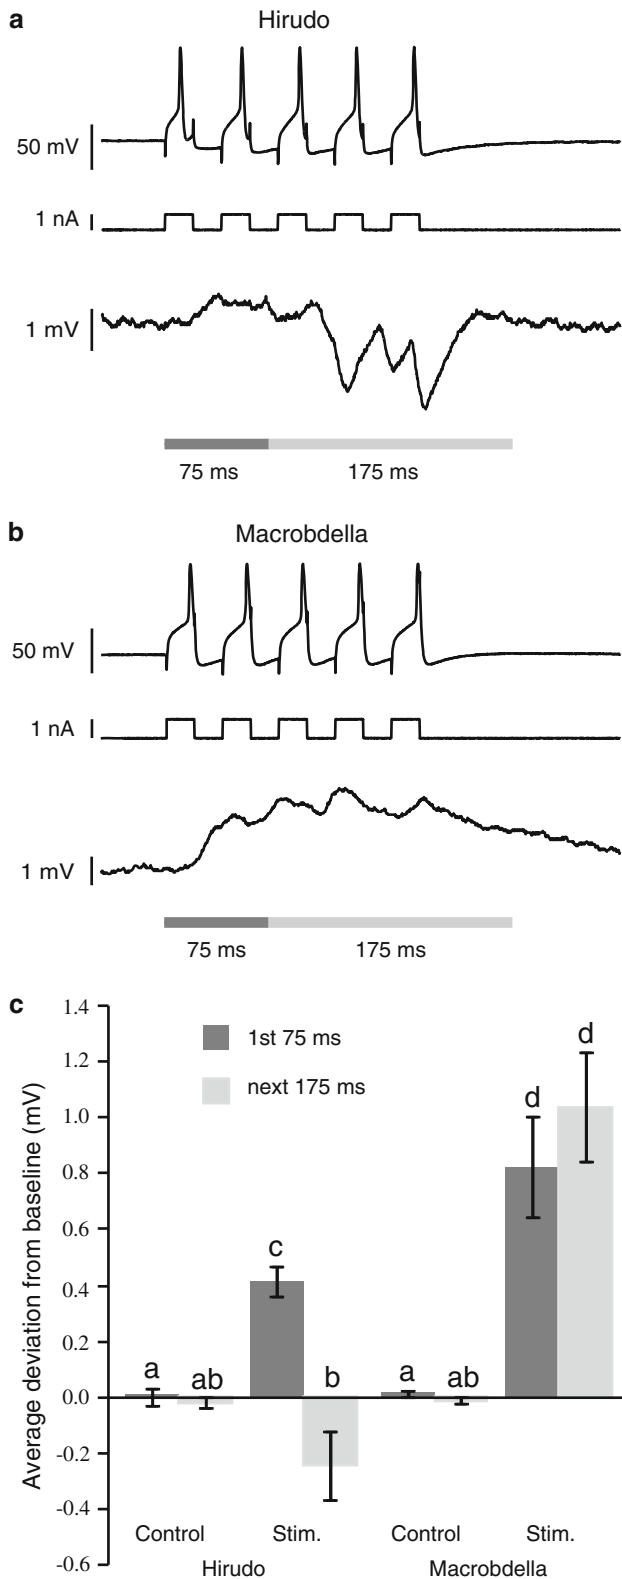 a
Hirudo
50 mV
1 nA
1 mV
75 ms 175 ms
b
Macrobdella
50 mV
1 nA
1 mV
75 ms 175 ms
c
1.4
1.2
1.0
0.8
0.6
0.4
0.2
0.0
-0.2
-0.4
-0.6
Average deviation from baseline (mV)
1st 75 ms
next 175 ms
a ab c b a ab d d
Control Stim. Control Stim.
Hirudo Macrobdella